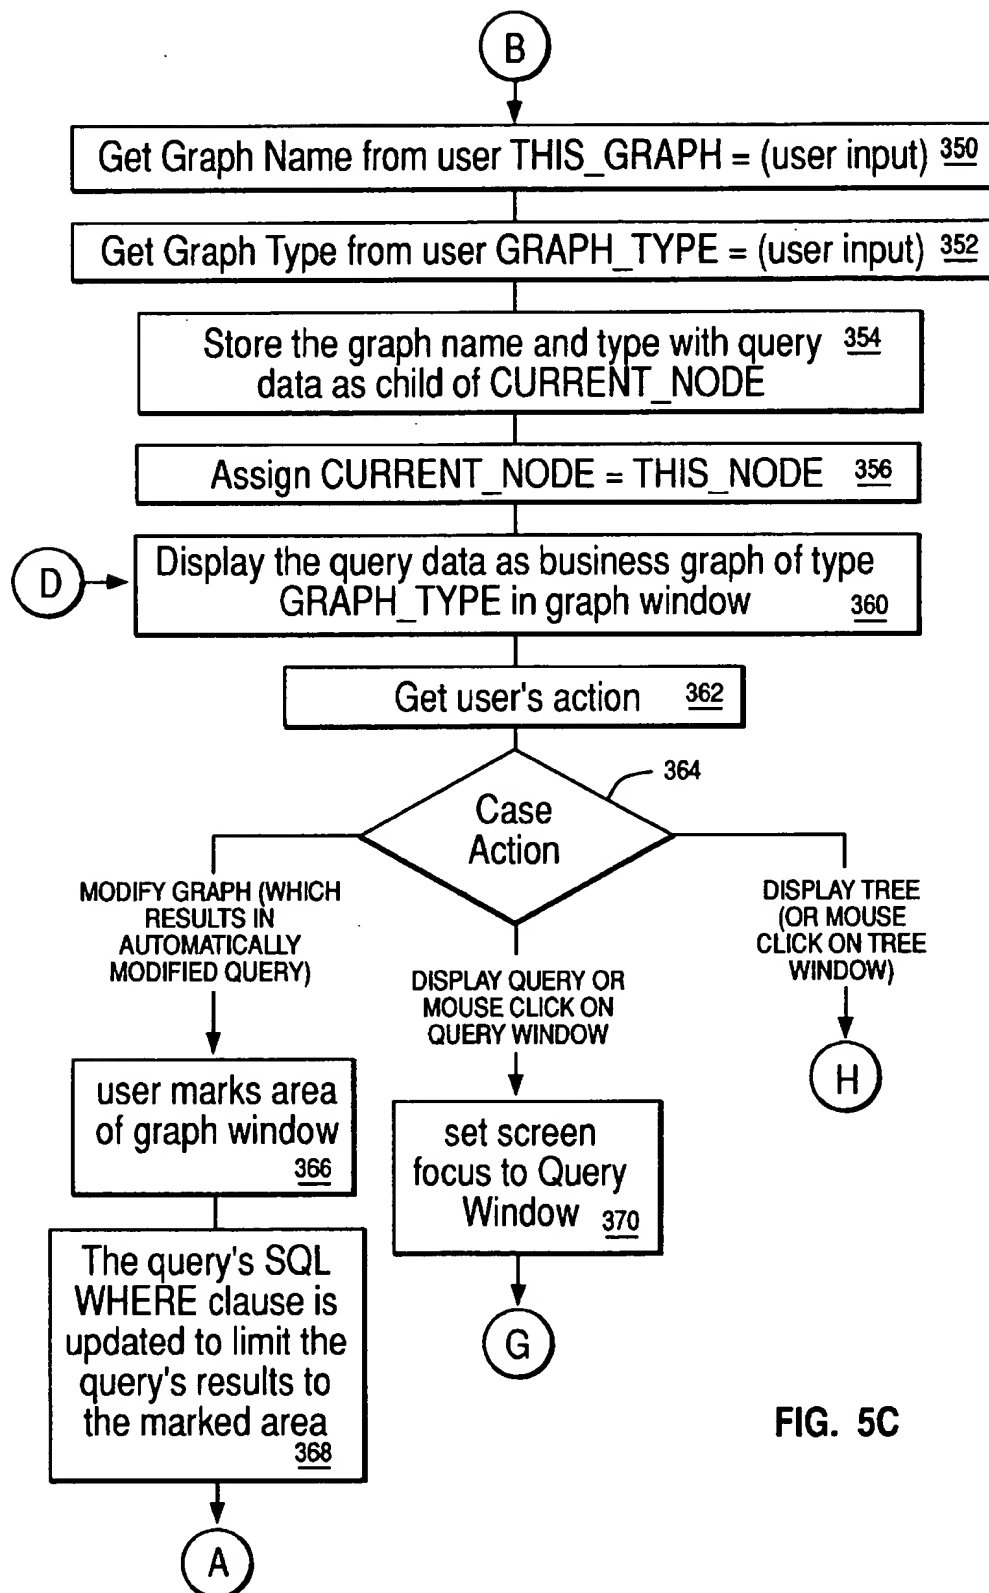 B
Get Graph Name from user THIS_GRAPH = (user input) 350
Get Graph Type from user GRAPH_TYPE = (user input) 352
Store the graph name and type with query 354
data as child of CURRENT_NODE
Assign CURRENT_NODE = THIS_NODE 356
D
Display the query data as business graph of type
GRAPH_TYPE in graph window 360
Get user's action 362
364
Case
Action
MODIFY GRAPH (WHICH
RESULTS IN
AUTOMATICALLY
MODIFIED QUERY)
DISPLAY QUERY OR
MOUSE CLICK ON
QUERY WINDOW
DISPLAY TREE
(OR MOUSE
CLICK ON TREE
WINDOW)
H
user marks area
of graph window
366
set screen
focus to Query
Window 370
The query's SQL
WHERE clause is
updated to limit the
query's results to
the marked area
368
G
A
FIG. 5C